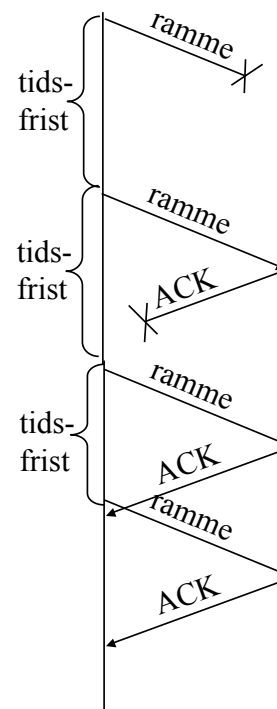 ramme
tids-
frist
ramme
tids-
frist
ACK
ramme
tids-
frist
ACK
ramme
ACK